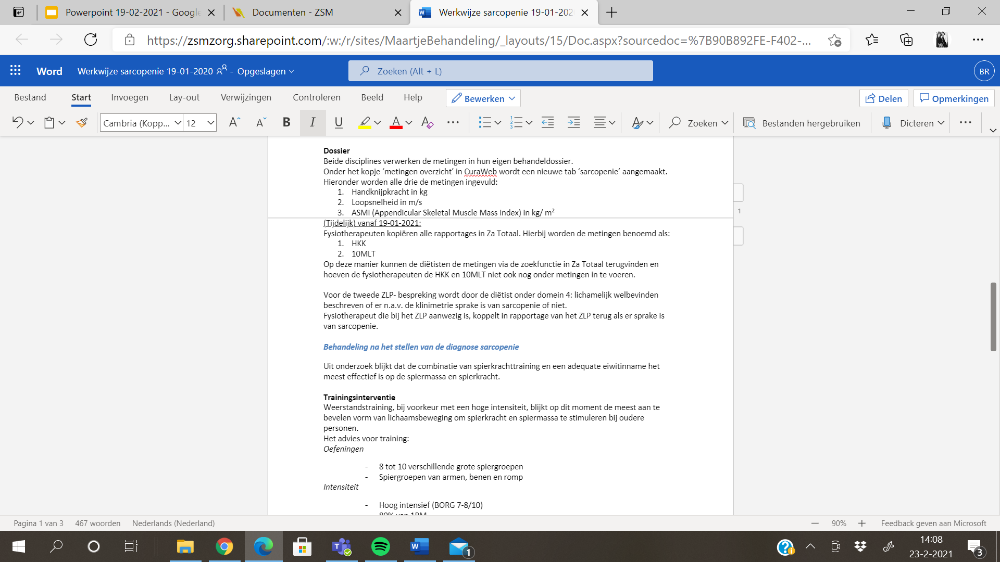 Powerpoint 19-02-2021 - Google
Documenten - ZSM
Werkwijze sarcopenie 19-01-202
https://zsmzorg.sharepoint.com/:w:/r/sites/MaartjeBehandeling/_layouts/15/Doc.aspx?sourcedoc=%7B90B892FE-F402-...
Word
Werkwijze sarcopenie 19-01-2020 - Opgeslagen
Zoeken (Alt + L)
BR
Bestand Start Invoegen Lay-out Verwijzingen Controleren Beeld Help Bewerken Delen Opmerkingen
Cambria (Kopp... 12 A A B I U A A Zoeken Bestanden hergebruiken Dicteren
Dossier
Beide disciplines verwerken de metingen in hun eigen behandeldossier.
Onder het kopje ‘metingen overzicht’ in CuraWeb wordt een nieuwe tab ‘sarcopenie’ aangemaakt.
Hieronder worden alle drie de metingen ingevuld:
1. Handknijpkracht in kg
2. Loopsnelheid in m/s
3. ASMI (Appendicular Skeletal Muscle Mass Index) in kg/ m²
1
(Tijdelijk) vanaf 19-01-2021:
Fysiotherapeuten kopiëren alle rapportages in Za Totaal. Hierbij worden de metingen benoemd als:
1. HKK
2. 10MLT
Op deze manier kunnen de diëtisten de metingen via de zoekfunctie in Za Totaal terugvinden en
hoeven de fysiotherapeuten de HKK en 10MLT niet ook nog onder metingen in te voeren.
Voor de tweede ZLP- bespreking wordt door de diëtist onder domein 4: lichamelijk welbevinden
beschreven of er n.a.v. de klinimetrie sprake is van sarcopenie of niet.
Fysiotherapeut die bij het ZLP aanwezig is, koppelt in rapportage van het ZLP terug als er sprake is
van sarcopenie.
Behandeling na het stellen van de diagnose sarcopenie
Uit onderzoek blijkt dat de combinatie van spierkrachttraining en een adequate eiwitinname het
meest effectief is op de spiermassa en spierkracht.
Trainingsinterventie
Weerstandstraining, bij voorkeur met een hoge intensiteit, blijkt op dit moment de meest aan te
bevelen vorm van lichaamsbeweging om spierkracht en spiermassa te stimuleren bij oudere
personen.
Het advies voor training:
Oefeningen
- 8 tot 10 verschillende grote spiergroepen
- Spiergroepen van armen, benen en romp
Intensiteit
- Hoog intensief (BORG 7-8/10)
80% van 1RM
Pagina 1 van 3 467 woorden Nederlands (Nederland) 90% Feedback geven aan Microsoft
1
14:08
23-2-2021
3